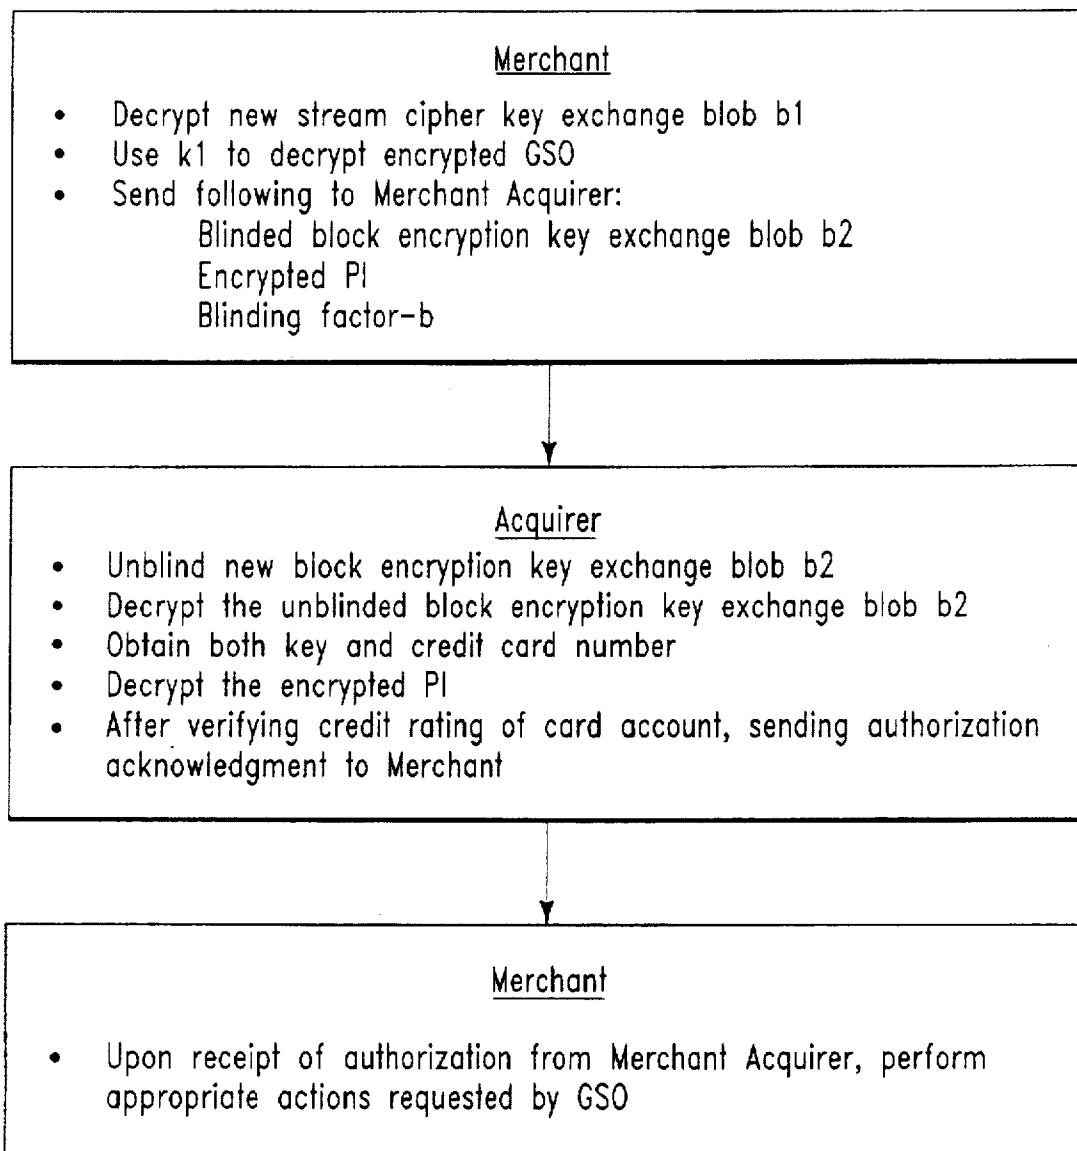 Merchant
• Decrypt new stream cipher key exchange blob b1
• Use k1 to decrypt encrypted GSO
• Send following to Merchant Acquirer:
Blinded block encryption key exchange blob b2
Encrypted PI
Blinding factor-b
Acquirer
• Unblind new block encryption key exchange blob b2
• Decrypt the unblinded block encryption key exchange blob b2
• Obtain both key and credit card number
• Decrypt the encrypted PI
• After verifying credit rating of card account, sending authorization
acknowledgment to Merchant
Merchant
• Upon receipt of authorization from Merchant Acquirer, perform
appropriate actions requested by GSO